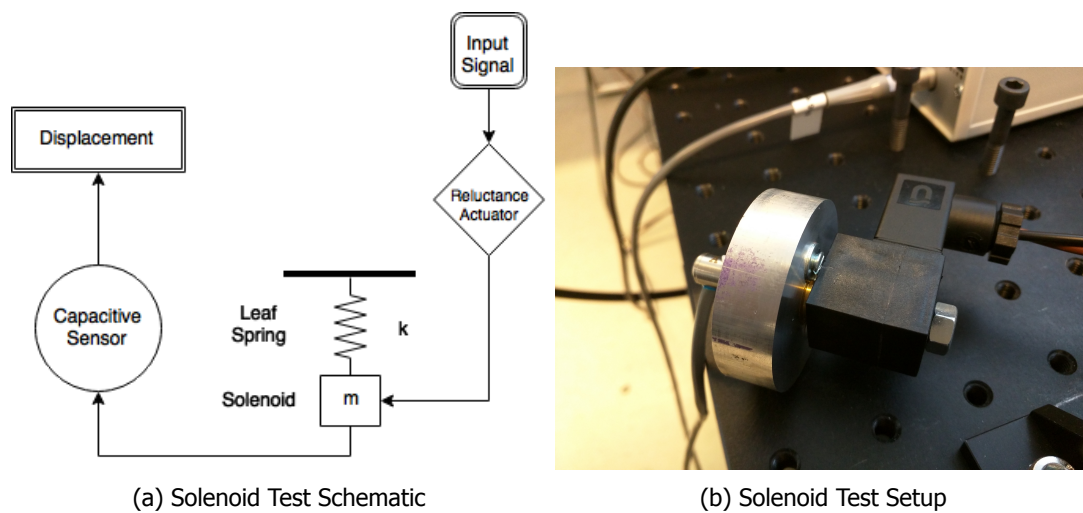 Input
Signal
Displacement
Reluctance
Actuator
Capacitive
Sensor
Leaf
Spring
k
Solenoid
m
(a) Solenoid Test Schematic
(b) Solenoid Test Setup